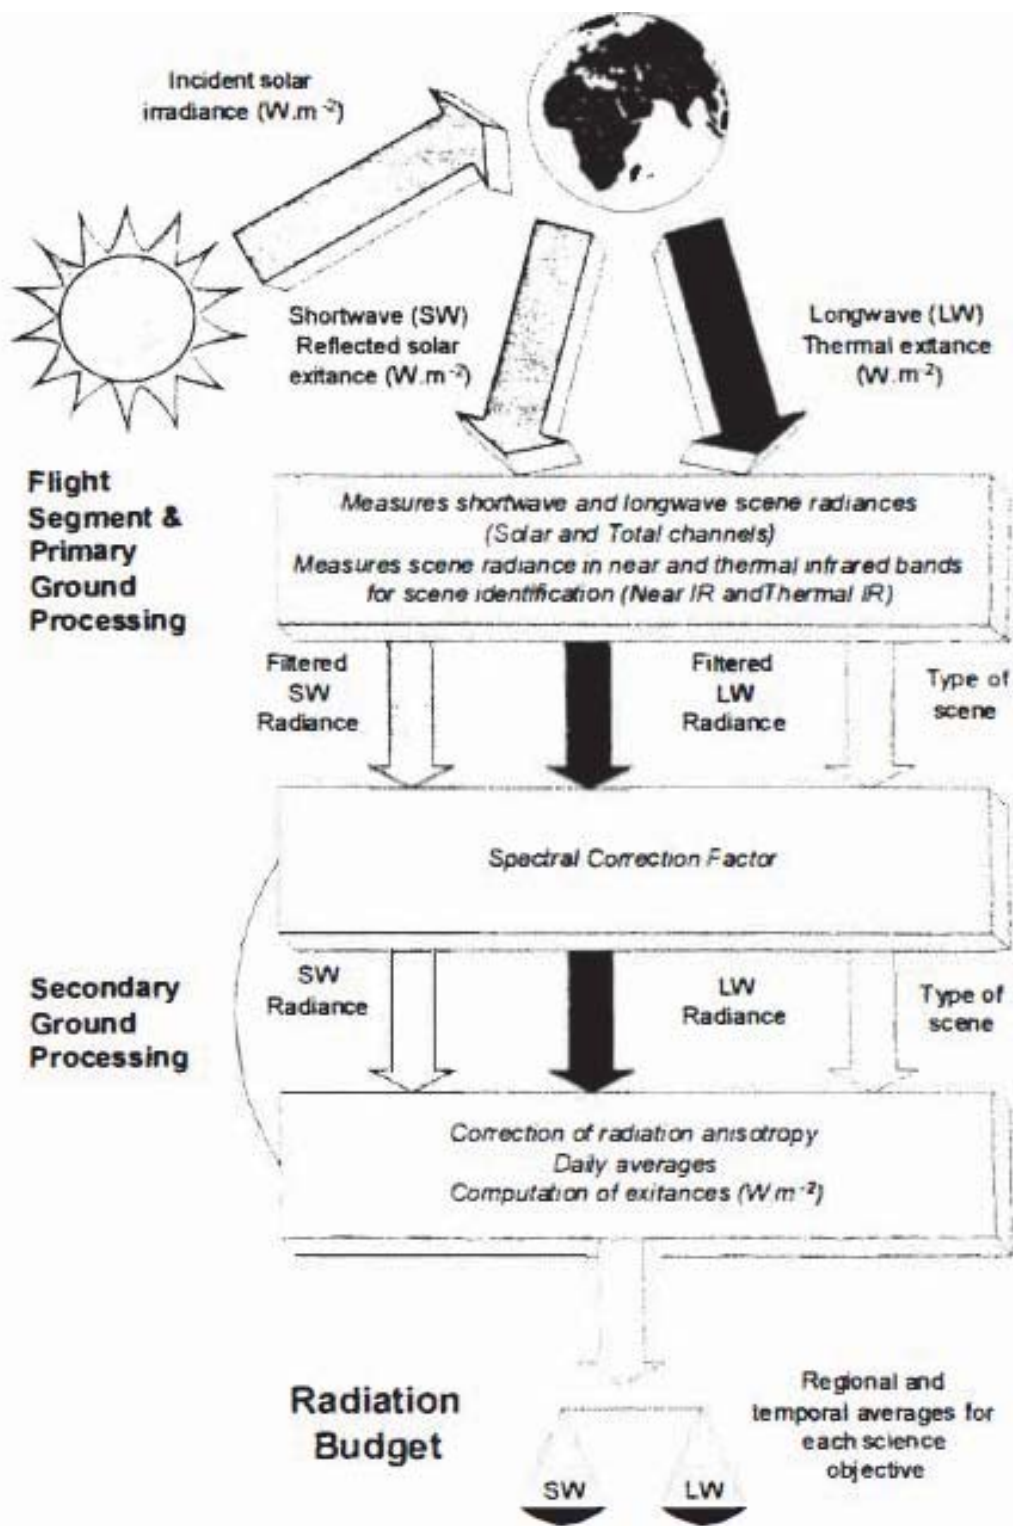 Incident solar
irradiance (W.m-2)
Shortwave (SW)
Reflected solar
exitance (W.m-2)
Longwave (LW)
Thermal exitance
(W.m-2)
Flight
Segment &
Primary
Ground
Processing
Measures shortwave and longwave scene radiances
(Solar and Total channels)
Measures scene radiance in near and thermal infrared bands
for scene identification (Near IR andThermal IR)
Filtered
SW
Radiance
Filtered
LW
Radiance
Type of
scene
Spectral Correction Factor
Secondary
Ground
Processing
SW
Radiance
LW
Radiance
Type of
scene
Correction of radiation anisotropy
Daily averages
Computation of exitances (W.m-2)
Radiation
Budget
Regional and
temporal averages for
each science
objective
SW
LW